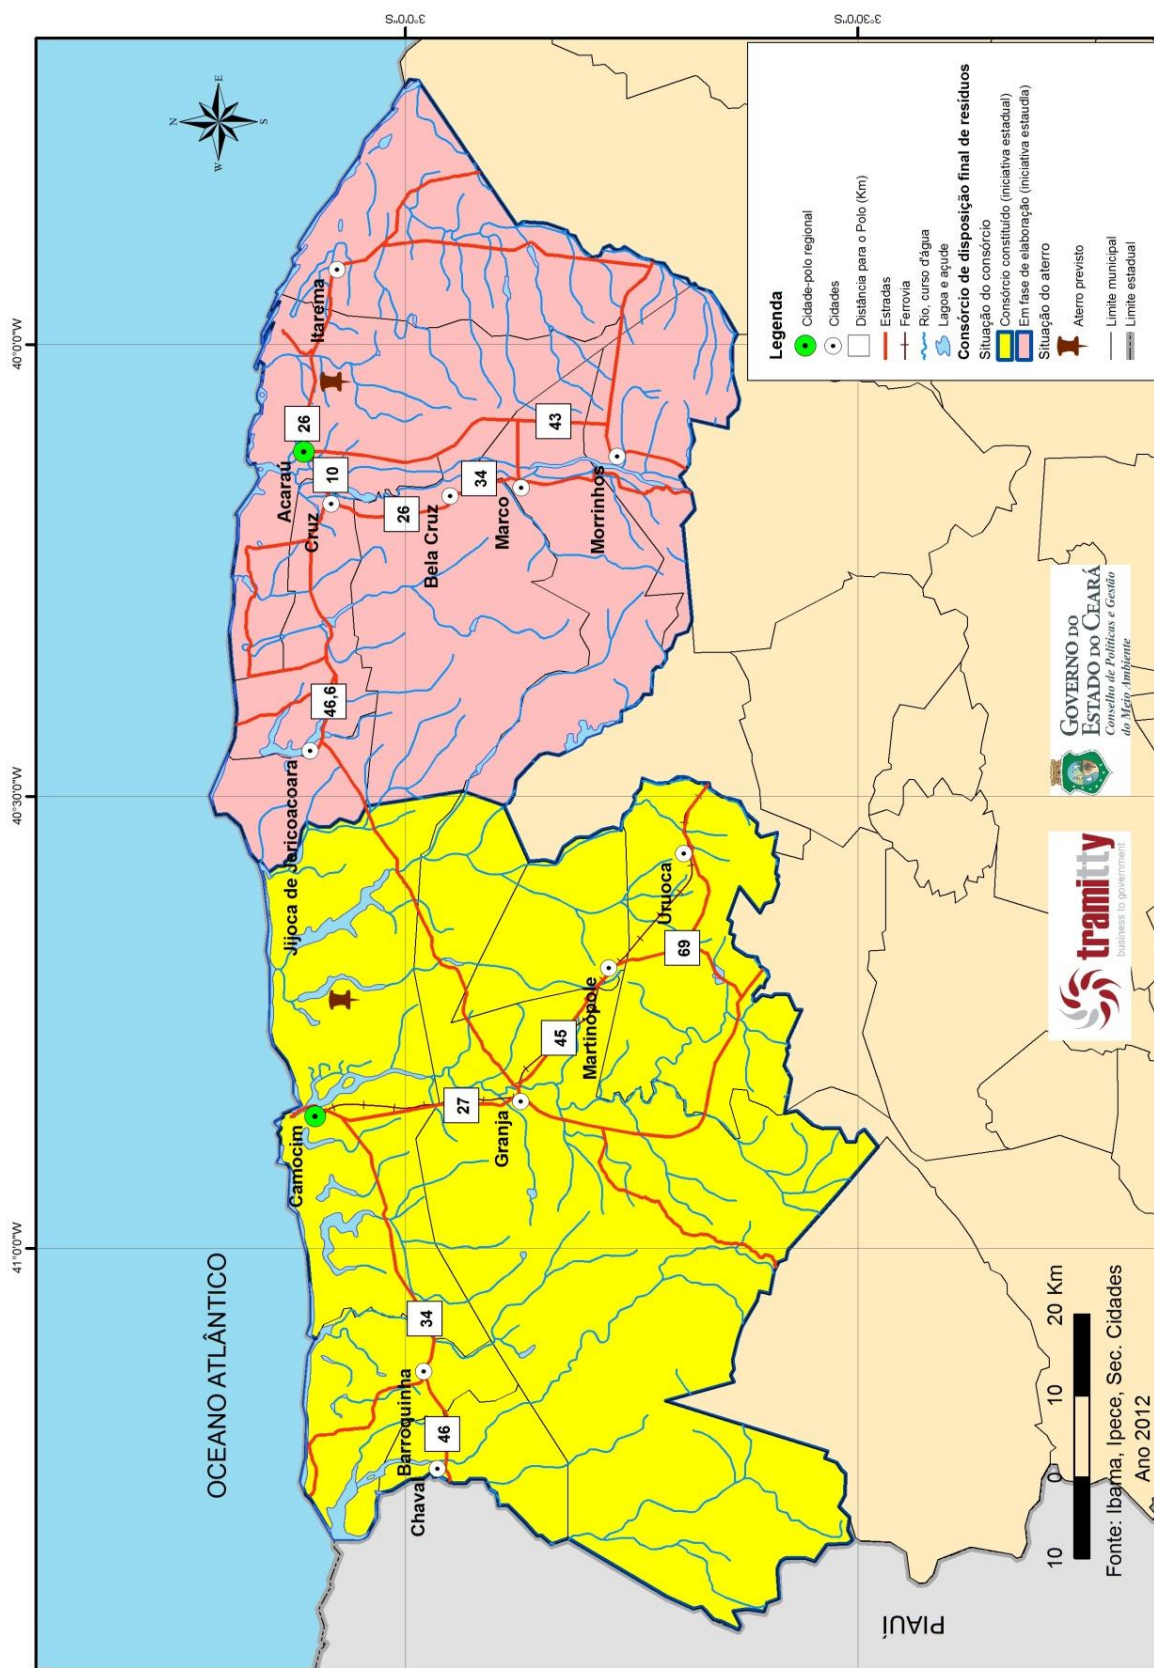 41°0'0"W
40°30'0"W
40°0'0"W
3°0'0"S
3°30'0"S
OCEANO ATLÂNTICO
N
W
E
S
Camocim
Jijoca de Jericoacoara
Acaraú
Cruz
Itarema
Bela Cruz
Marco
Morrinhos
Chaval
Barroquinha
Granja
Martinópole
Uruoca
46
34
27
45
69
46,6
10
26
26
34
43
PIAUÍ
Legenda
Cidade-polo regional
Cidades
Distância para o Polo (Km)
Estradas
Ferrovia
Rio, curso d'água
Lagoa e açude
Consórcio de disposição final de resíduos
Situação do consórcio
Consórcio constituído (iniciativa estadual)
Em fase de elaboração (iniciativa estaudla)
Situação do aterro
Aterro previsto
Limite municipal
Limite estadual
10 0 10 20 Km
Fonte: Ibama, Ipece, Sec. Cidades
Ano 2012
tramitty
business to government
GOVERNO DO
ESTADO DO CEARÁ
Conselho de Políticas e Gestão
do Meio Ambiente